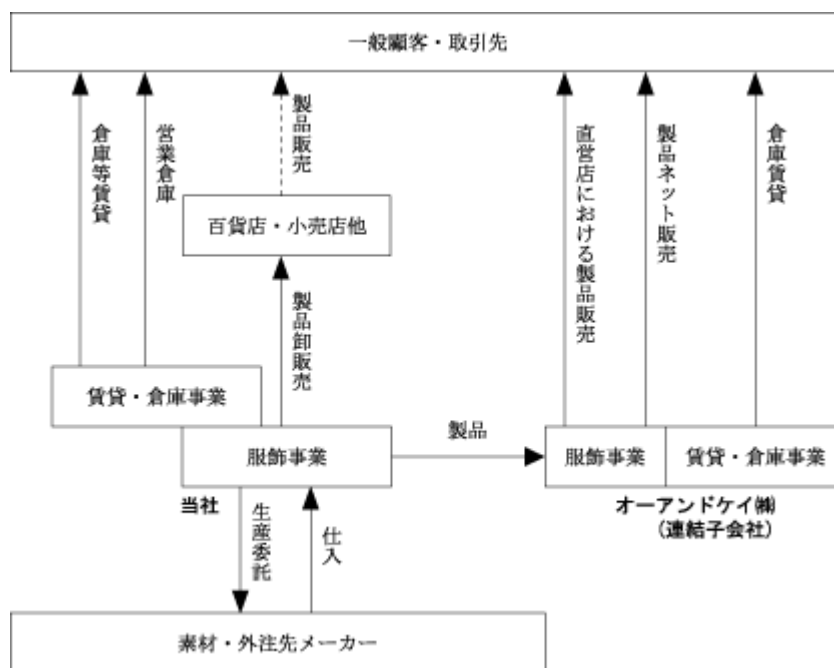 一般顧客・取引先
倉庫等賃貸
営業倉庫
製品販売
直営店における製品販売
製品ネット販売
倉庫賃貸
百貨店・小売店他
製品卸販売
賃貸・倉庫事業
服飾事業
製品
服飾事業
賃貸・倉庫事業
当社
オーアンドケイ㈱
(連結子会社)
生産委託
仕入
素材・外注先メーカー